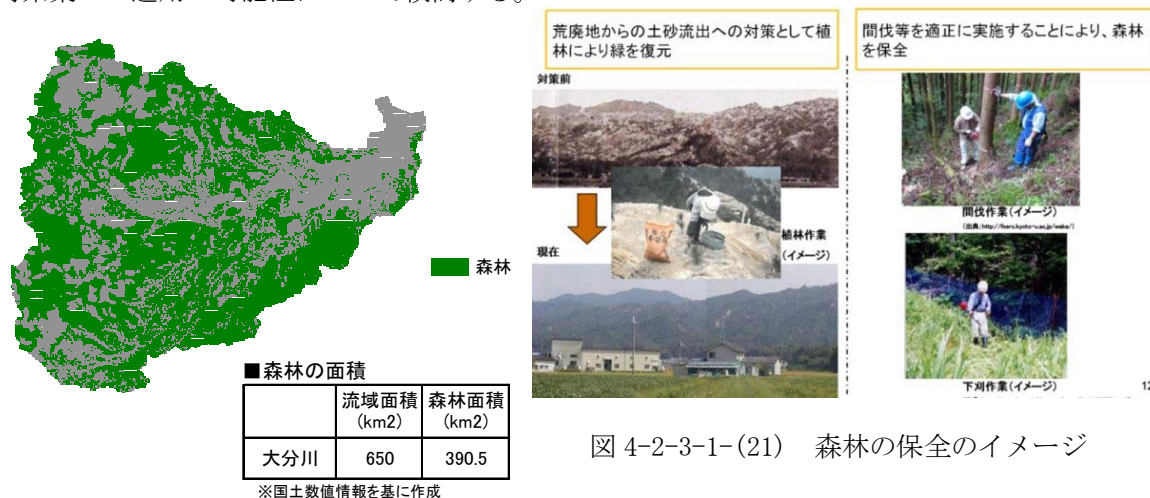 荒廃地からの土砂流出への対策として植
林により緑を復元
対策前
植林作業
(イメージ)
現在
間伐等を適正に実施することにより、森林
を保全
間伐作業(イメージ)
下刈作業(イメージ)
12
森林
■森林の面積
流域面積 森林面積
(km2) (km2)
大分川 650 390.5
※国土数値情報を基に作成
図 4-2-3-1-(21) 森林の保全のイメージ